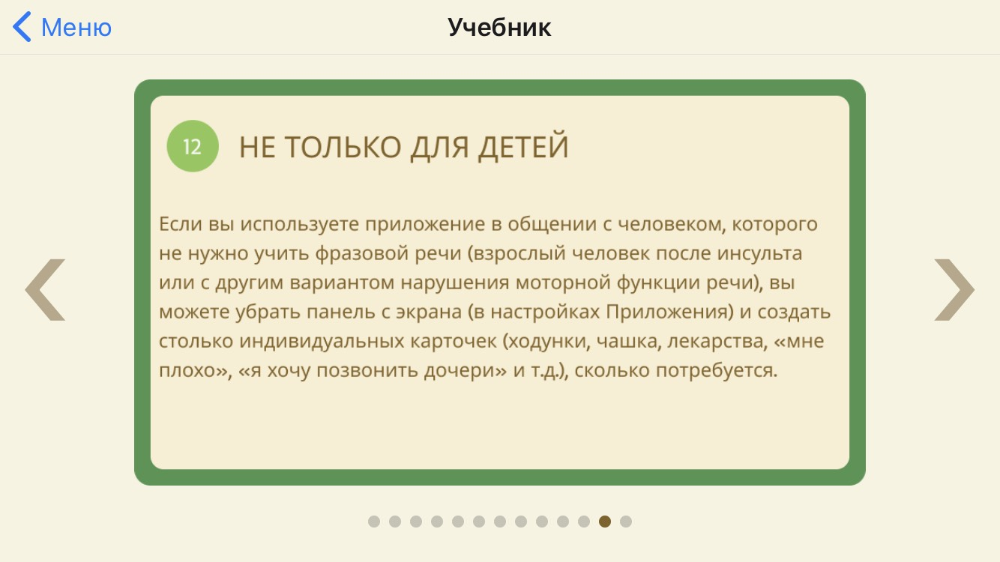 Меню
Учебник
12
НЕ ТОЛЬКО ДЛЯ ДЕТЕЙ
Если вы используете приложение в общении с человеком, которого
не нужно учить фразовой речи (взрослый человек после инсульта
или с другим вариантом нарушения моторной функции речи), вы
можете убрать панель с экрана (в настройках Приложения) и создать
столько индивидуальных карточек (ходунки, чашка, лекарства, «мне
плохо», «я хочу позвонить дочери» и т.д.), сколько потребуется.